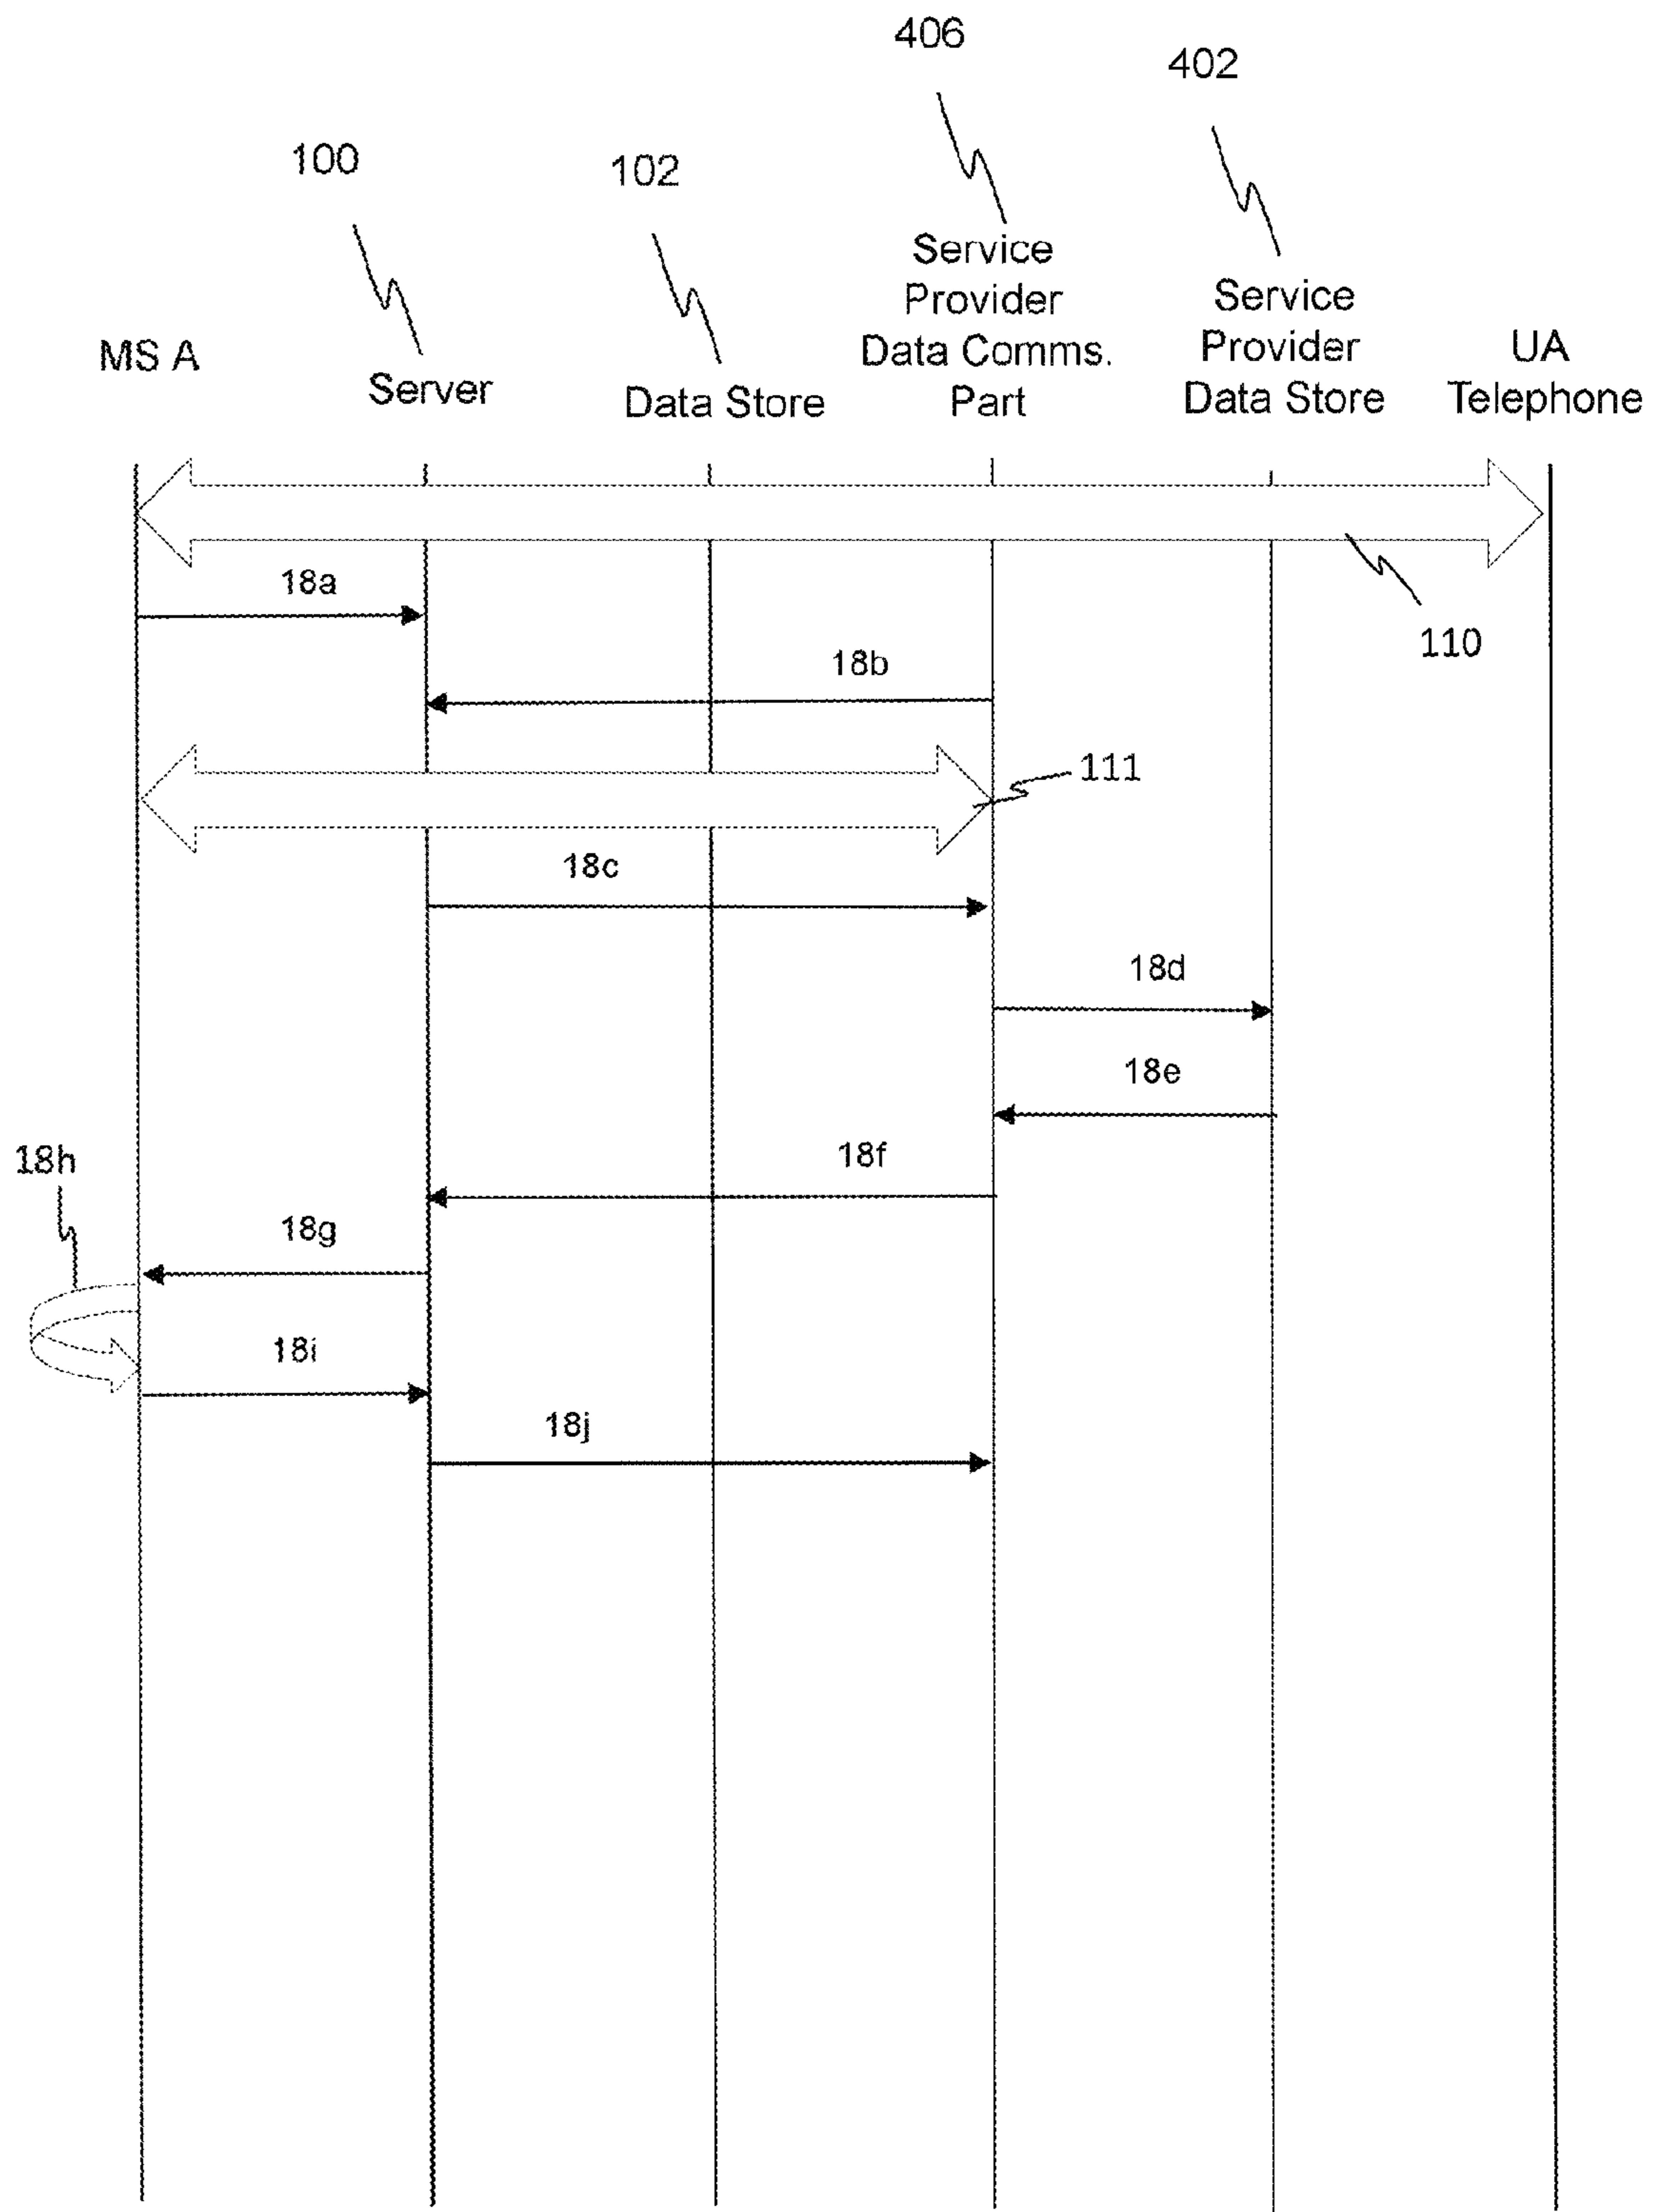 406
402
100
102
Service
Provider
Data Comms.
Part
Service
Provider
Data Store
MS A
Server
Data Store
UA
Telephone
18a
110
18b
111
18c
18d
18e
18h
18f
18g
18i
18j